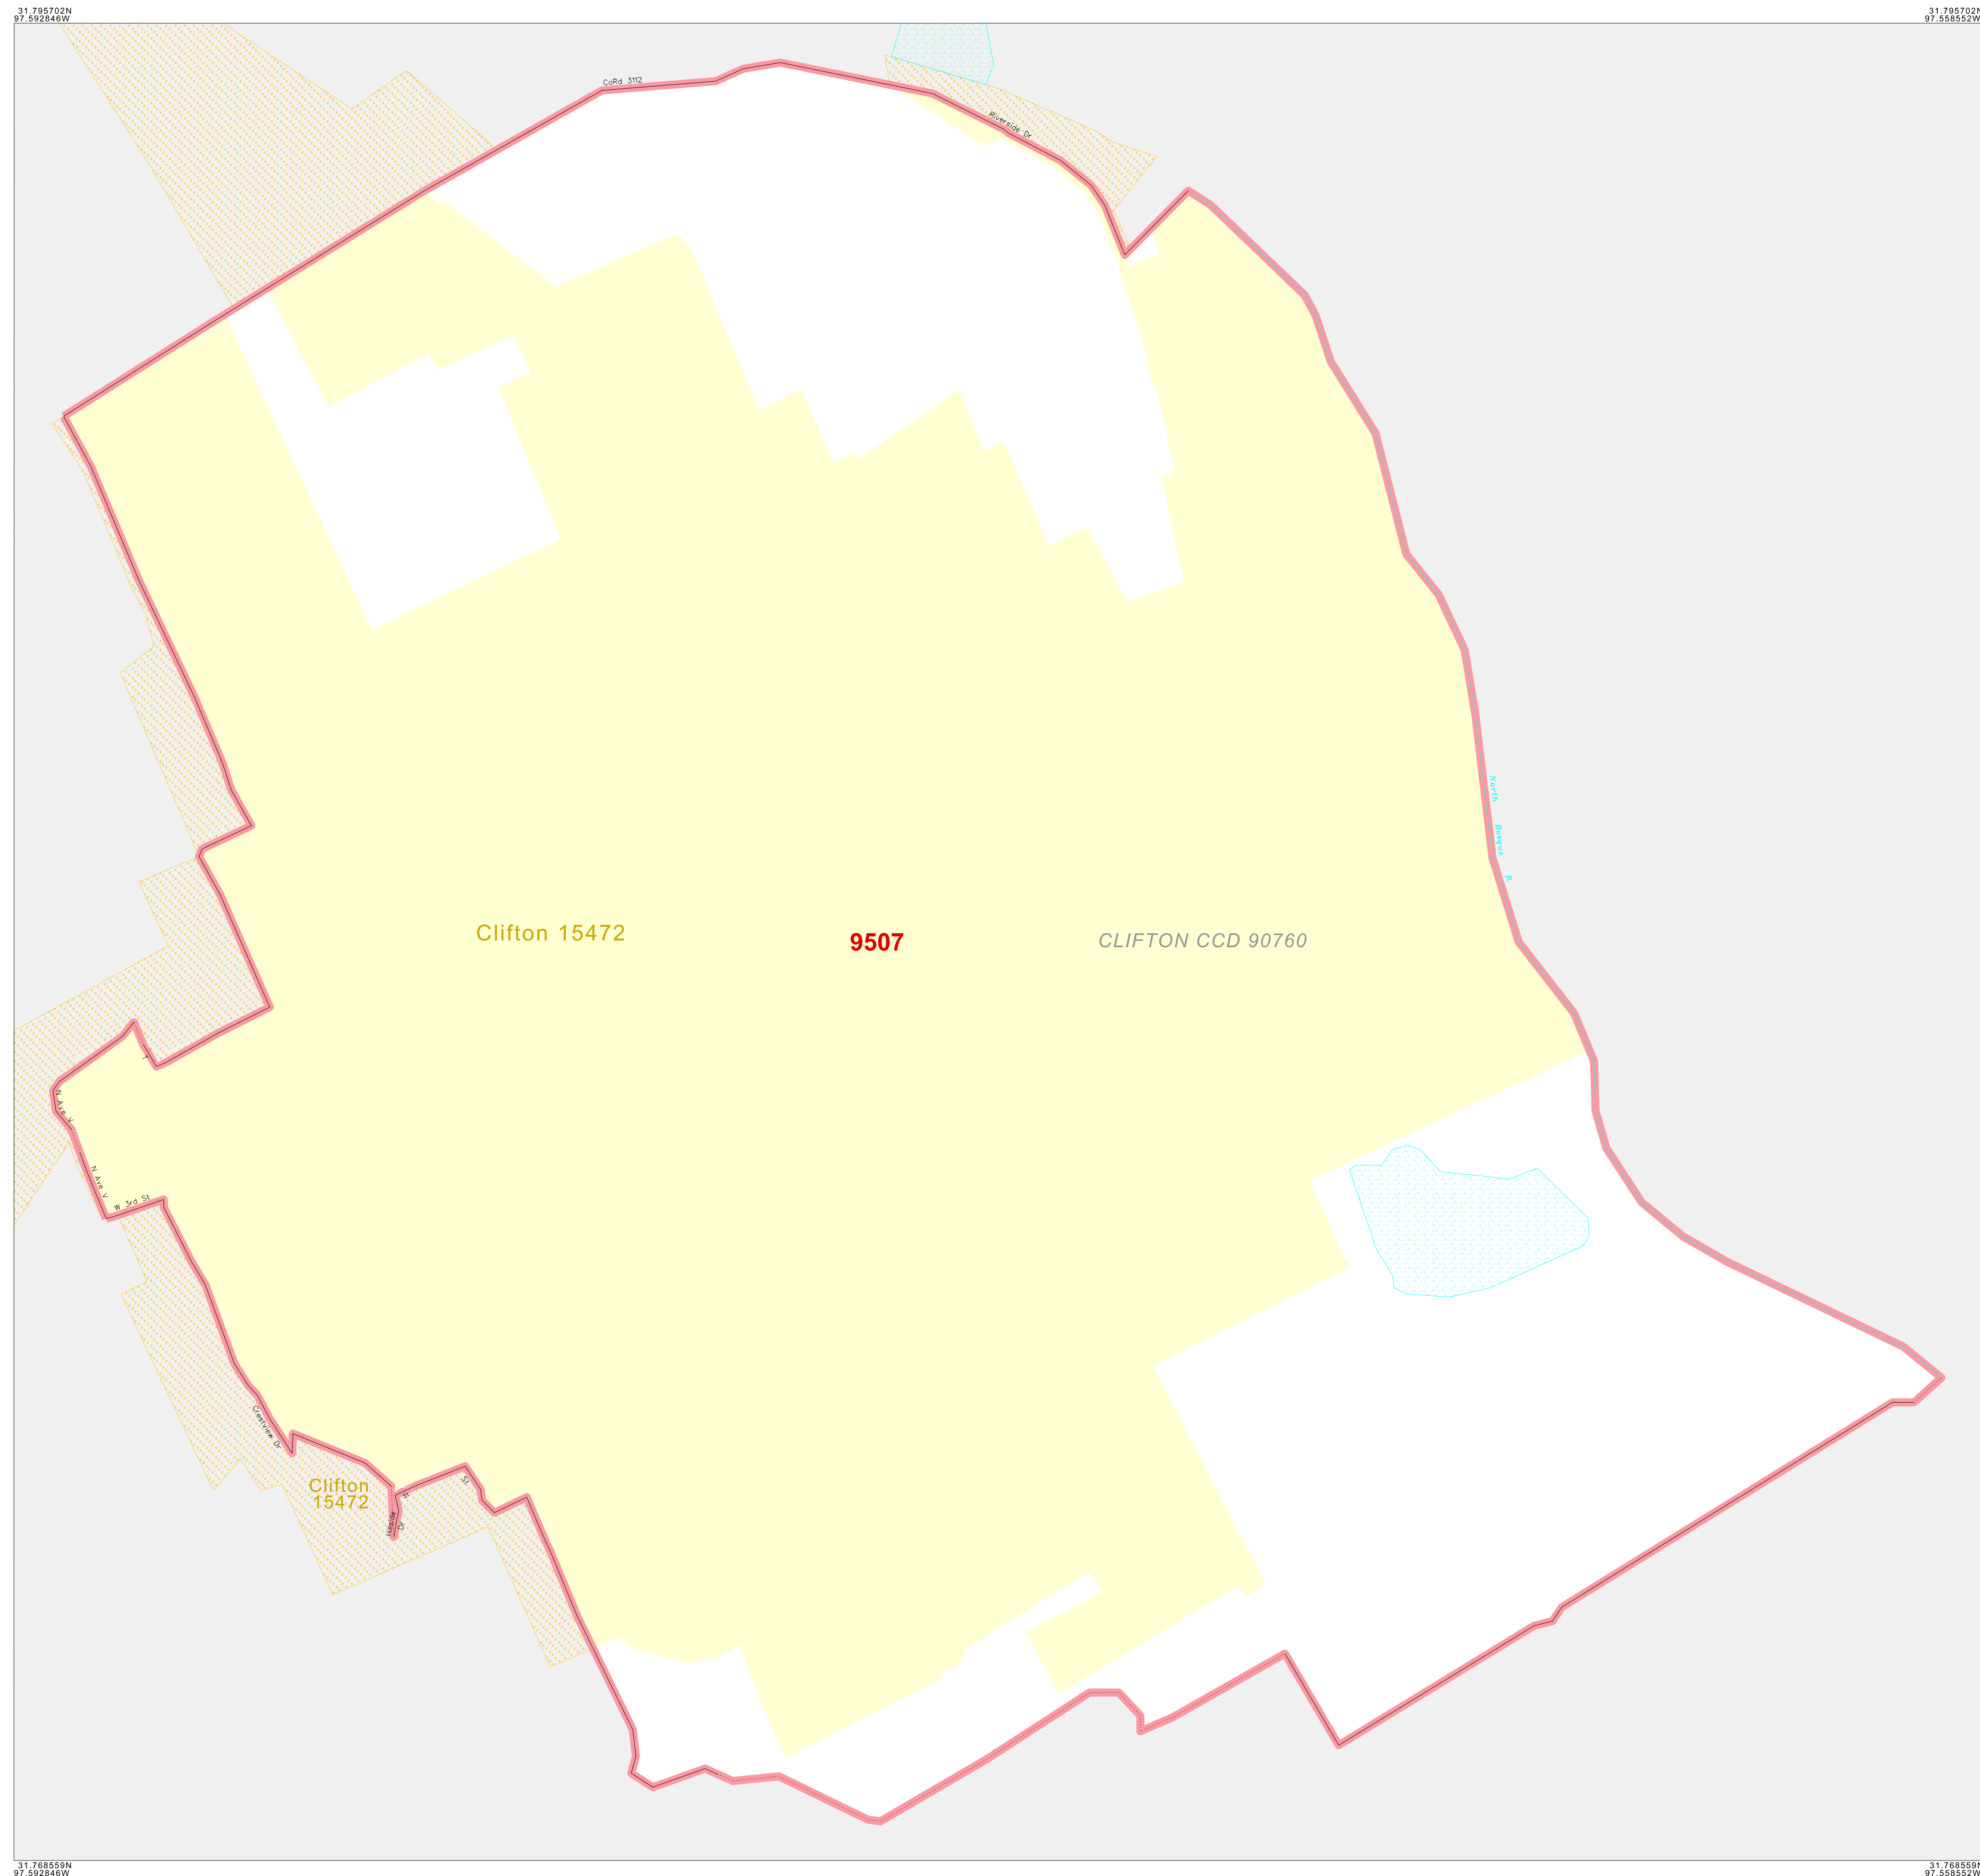 31.795702N
97.592846W
31.795702N
97.558552W
CoRd 3112
Riverside Dr
North Bosque R
Clifton 15472
9507
CLIFTON CCD 90760
T
N Ave V
N Ave V
W 3rd St
Crestview Dr
Clifton
15472
St
St
Hillside
Dr
31.768559N
97.592846W
31.768559N
97.558552W